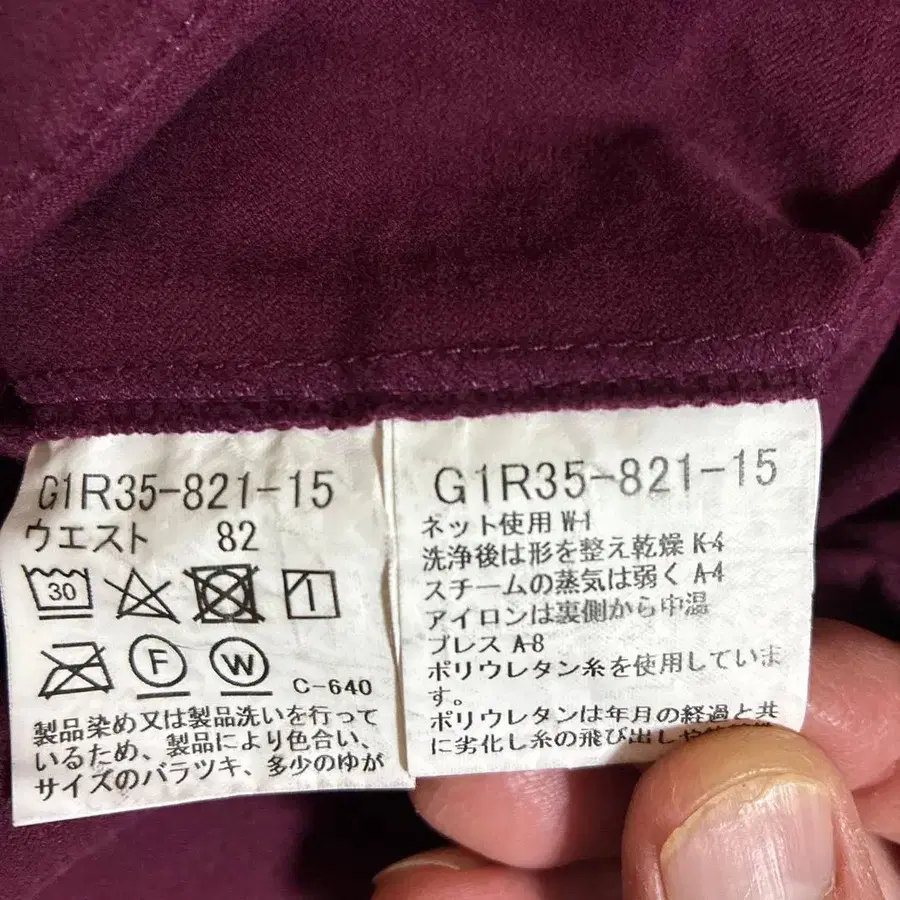 G1R35-821-15
ウエスト 82
30
F W C-640
製品染め又は製品洗いを行って
いるため、製品により色合い、
サイズのバラツキ、多少のゆが
G1R35-821-15
ネット使用 W-1
洗浄後は形を整え乾燥 K-4
スチームの蒸気は弱く A-4
アイロンは裏側から中温
プレス A-8
ポリウレタン糸を使用していま
す。
ポリウレタンは年月の経過と共
に劣化し糸の飛び出しや